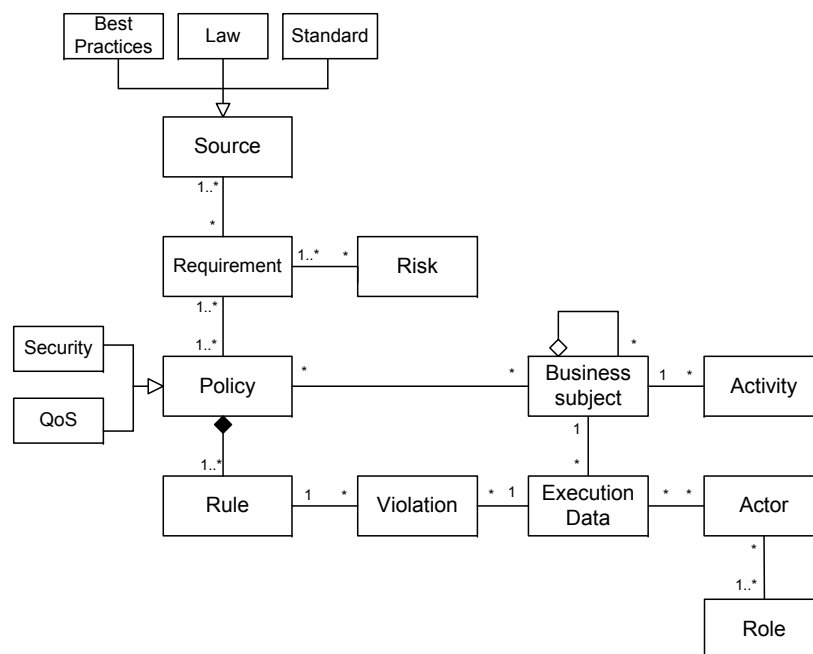 Best
Practices
Law
Standard
Source
1..*
*
Requirement
1..*
*
Risk
1..*
1..*
Security
QoS
Policy
*
*
*
Business
subject
1
*
Activity
1
*
1..*
Rule
1
*
Violation
*
1
Execution
Data
*
*
Actor
*
1..*
Role